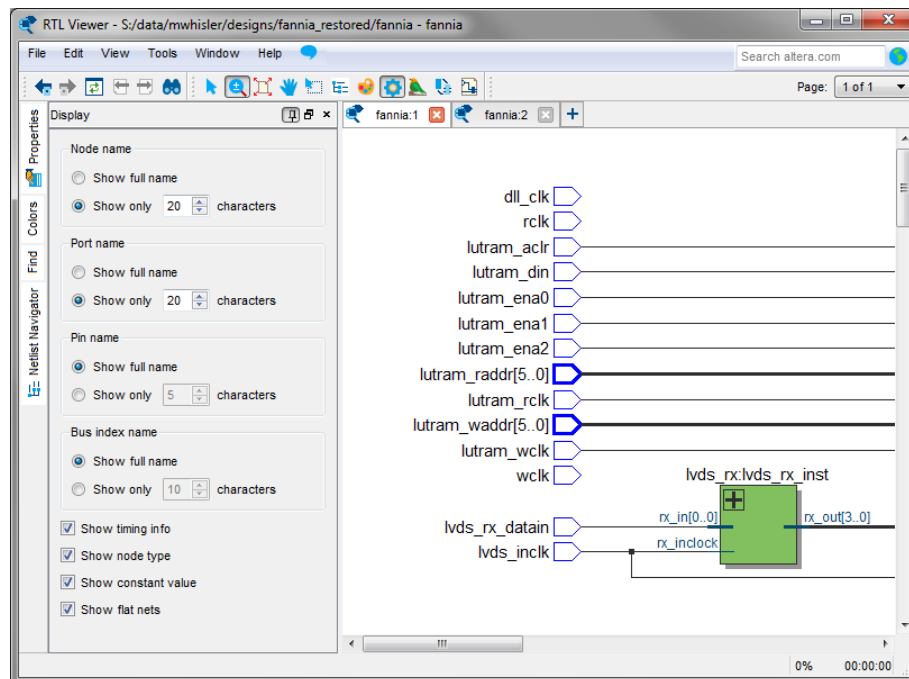 RTL Viewer - S:/data/mwhisler/designs/fannia_restored/fannia - fannia
File Edit View Tools Window Help
Search altera.com
Page: 1 of 1
Properties
Colors
Find
Netlist Navigator
Display
Node name
Show full name
Show only 20 characters
Port name
Show full name
Show only 20 characters
Pin name
Show full name
Show only 5 characters
Bus index name
Show full name
Show only 10 characters
Show timing info
Show node type
Show constant value
Show flat nets
fannia:1 fannia:2
dll_clk
rclk
lutram_aclr
lutram_din
lutram_ena0
lutram_ena1
lutram_ena2
lutram_raddr[5..0]
lutram_rclk
lutram_waddr[5..0]
lutram_wclk
wclk
lvds_rx:lvds_rx_inst
lvds_rx_datain
rx_in[0..0]
rx_out[3..0]
lvds_inclk
rx_inclock
0% 00:00:00